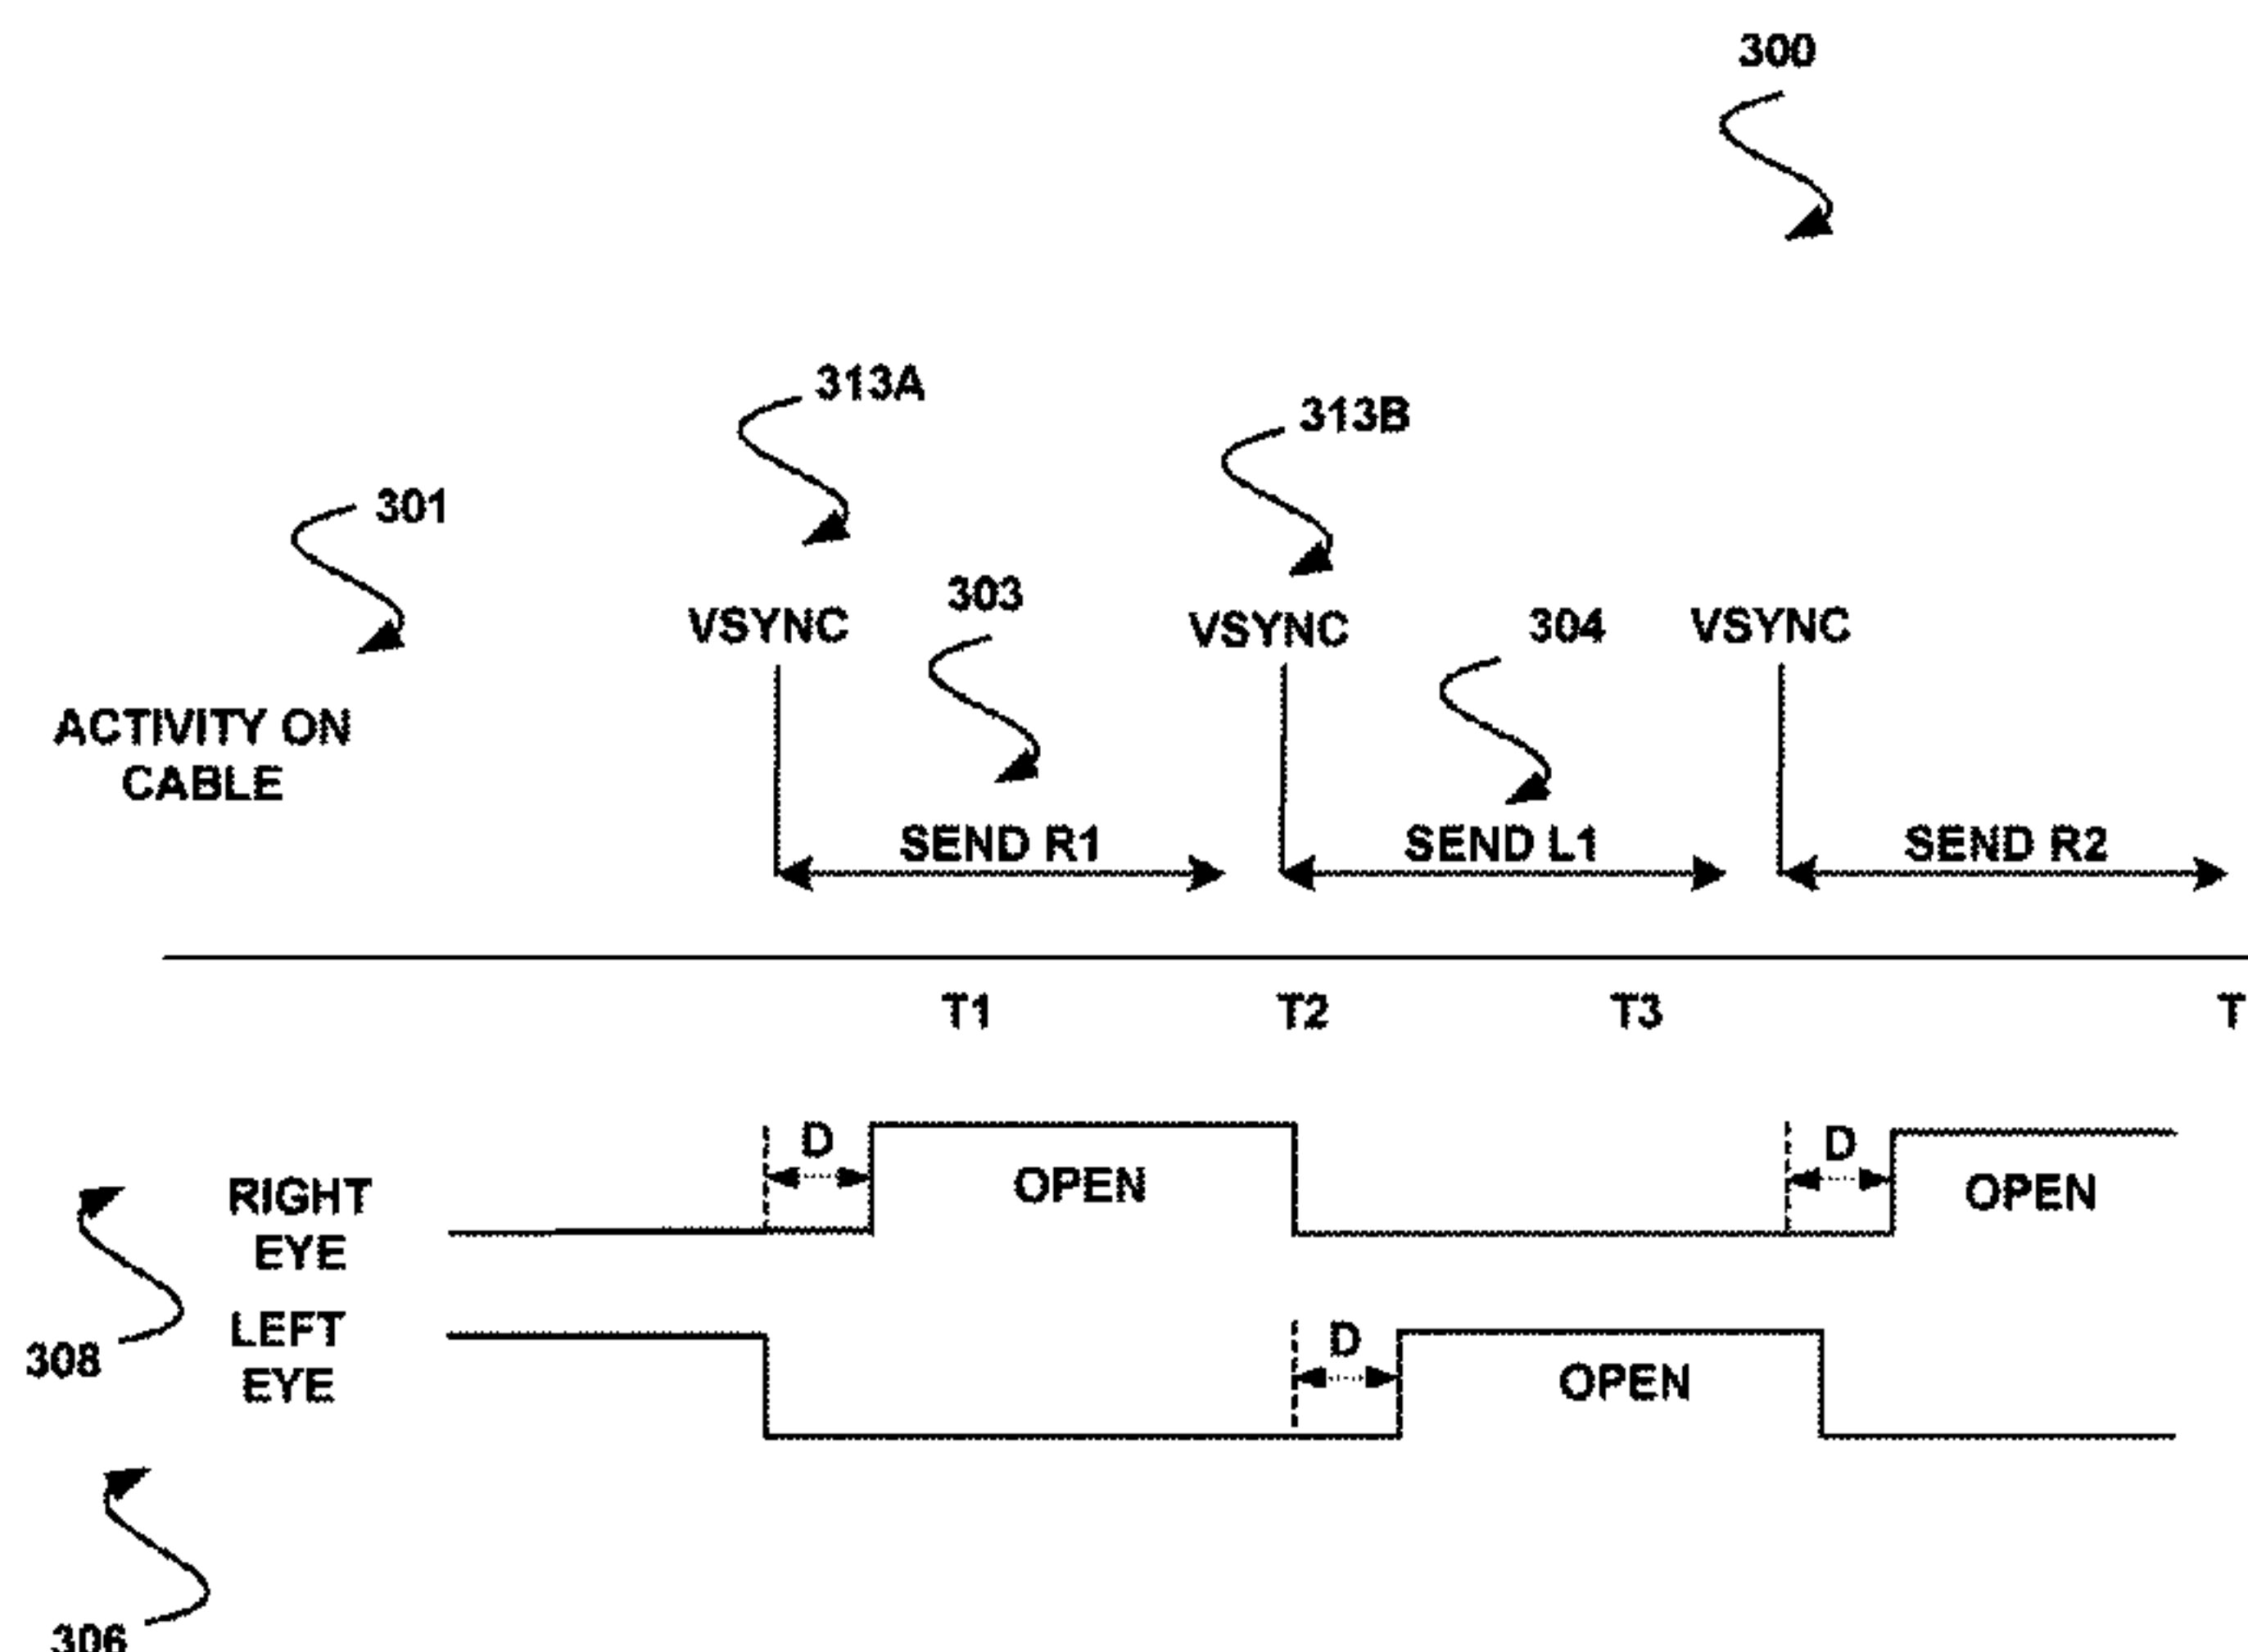 300
313A
313B
301
303
VSYNC
VSYNC
304
VSYNC
ACTIVITY ON
CABLE
SEND R1
SEND L1
SEND R2
T1
T2
T3
T
D
OPEN
D
OPEN
RIGHT
EYE
LEFT
EYE
D
OPEN
308
306